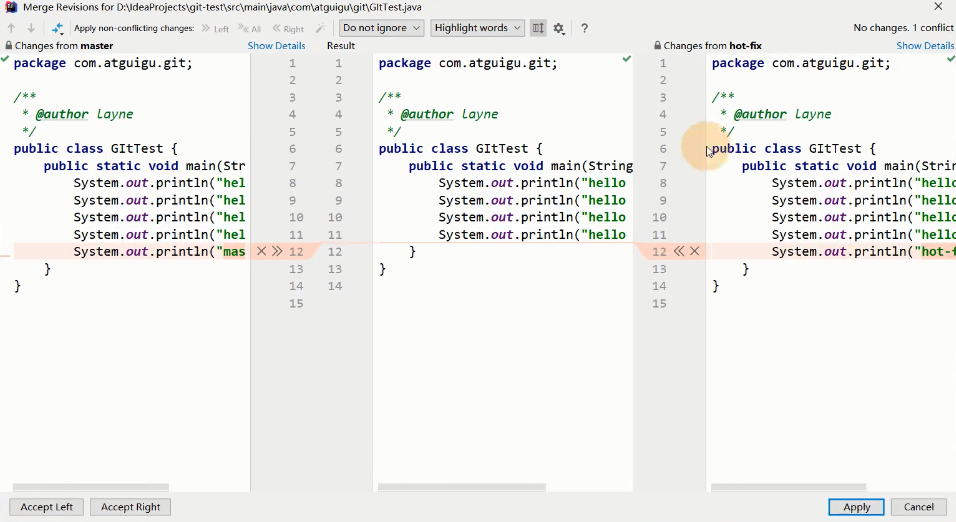 Merge Revisions for D:\IdeaProjects\git-test\src\main\java\com\atguigu\git\GItTest.java
Apply non-conflicting changes: Left All Right Do not ignore Highlight words ? No changes. 1 conflict
Changes from master Show Details Result Changes from hot-fix Show Details
package com.atguigu.git; 1 1 package com.atguigu.git; 1 package com.atguigu.git;
2 2 2
/** 3 3 /** 3 /**
* @author layne 4 4 * @author layne 4 * @author layne
*/ 5 5 */ 5 */
public class GItTest { 6 6 public class GItTest { 6 public class GItTest {
public static void main(Str 7 7 public static void main(String 7 public static void main(Strin
System.out.println("hel 8 8 System.out.println("hello 8 System.out.println("hello
System.out.println("hel 9 9 System.out.println("hello 9 System.out.println("hello
System.out.println("hel 10 10 System.out.println("hello 10 System.out.println("hello
System.out.println("hel 11 11 System.out.println("hello 11 System.out.println("hello
System.out.println("mas 12 12 } 12 System.out.println("hot-f
} 13 13 } 13 }
} 14 14 14 }
15 15
Accept Left Accept Right Apply Cancel